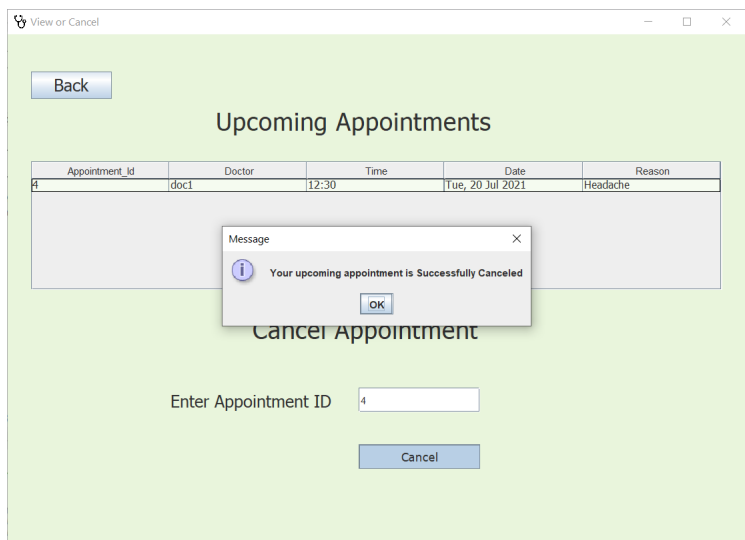 View or Cancel
Back
Upcoming Appointments
Appointment_Id Doctor Time Date Reason
4 doc1 12:30 Tue, 20 Jul 2021 Headache
Message
Your upcoming appointment is Successfully Canceled
OK
Cancel Appointment
Enter Appointment ID 4
Cancel